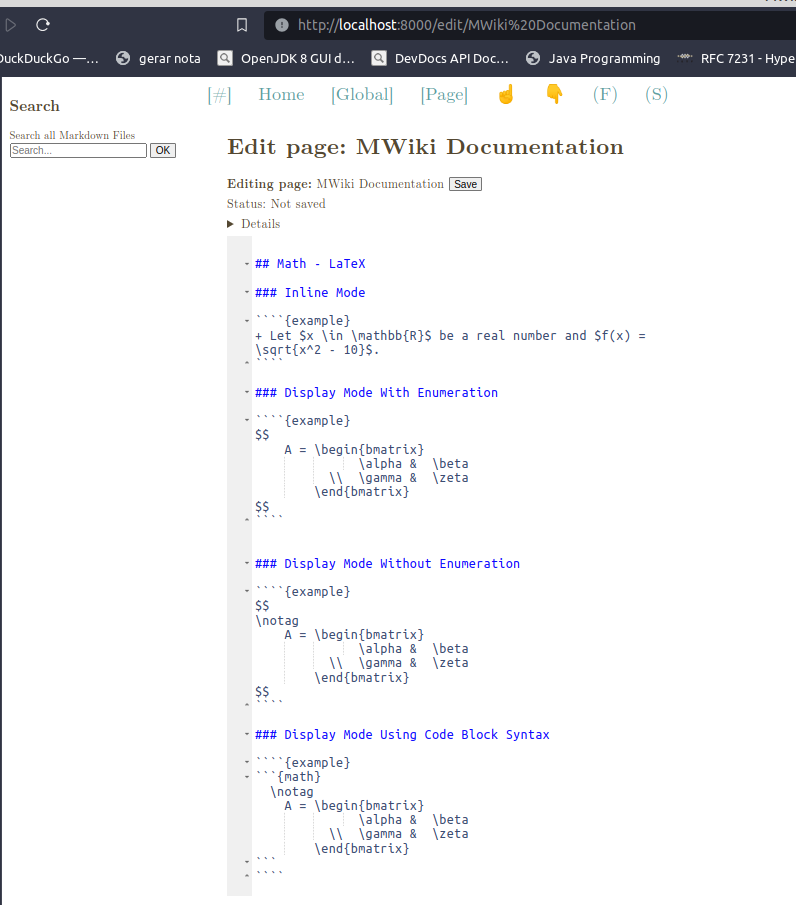 http://localhost:8000/edit/MWiki%20Documentation
DuckDuckGo —... gerar nota OpenJDK 8 GUI d... DevDocs API Doc... Java Programming RFC 7231 - Hype
[#] Home [Global] [Page] ☝ 👇 (F) (S)
Search
Search all Markdown Files
Search... OK
Edit page: MWiki Documentation
Editing page: MWiki Documentation Save
Status: Not saved
▶ Details
## Math - LaTeX
### Inline Mode
````{example}
+ Let $x \in \mathbb{R}$ be a real number and $f(x) =
\sqrt{x^2 - 10}$.
````
### Display Mode With Enumeration
````{example}
$$
    A = \begin{bmatrix}
              \alpha &  \beta
          \\  \gamma &  \zeta
        \end{bmatrix}
$$
````
### Display Mode Without Enumeration
````{example}
$$
\notag
    A = \begin{bmatrix}
              \alpha &  \beta
          \\  \gamma &  \zeta
        \end{bmatrix}
$$
````
### Display Mode Using Code Block Syntax
````{example}
```{math}
  \notag
    A = \begin{bmatrix}
              \alpha &  \beta
          \\  \gamma &  \zeta
        \end{bmatrix}
```
````